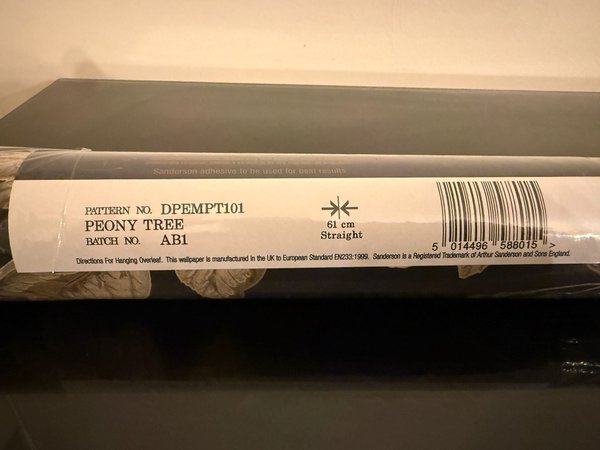 Sanderson adhesive to be used for best results
PATTERN NO. DPEMPT101
PEONY TREE
BATCH NO. AB1
61 cm
Straight
5 014496 588015 >
Directions For Hanging Overleaf. This wallpaper is manufactured in the UK to European Standard EN233:1999. Sanderson is a Registered Trademark of Arthur Sanderson and Sons England.